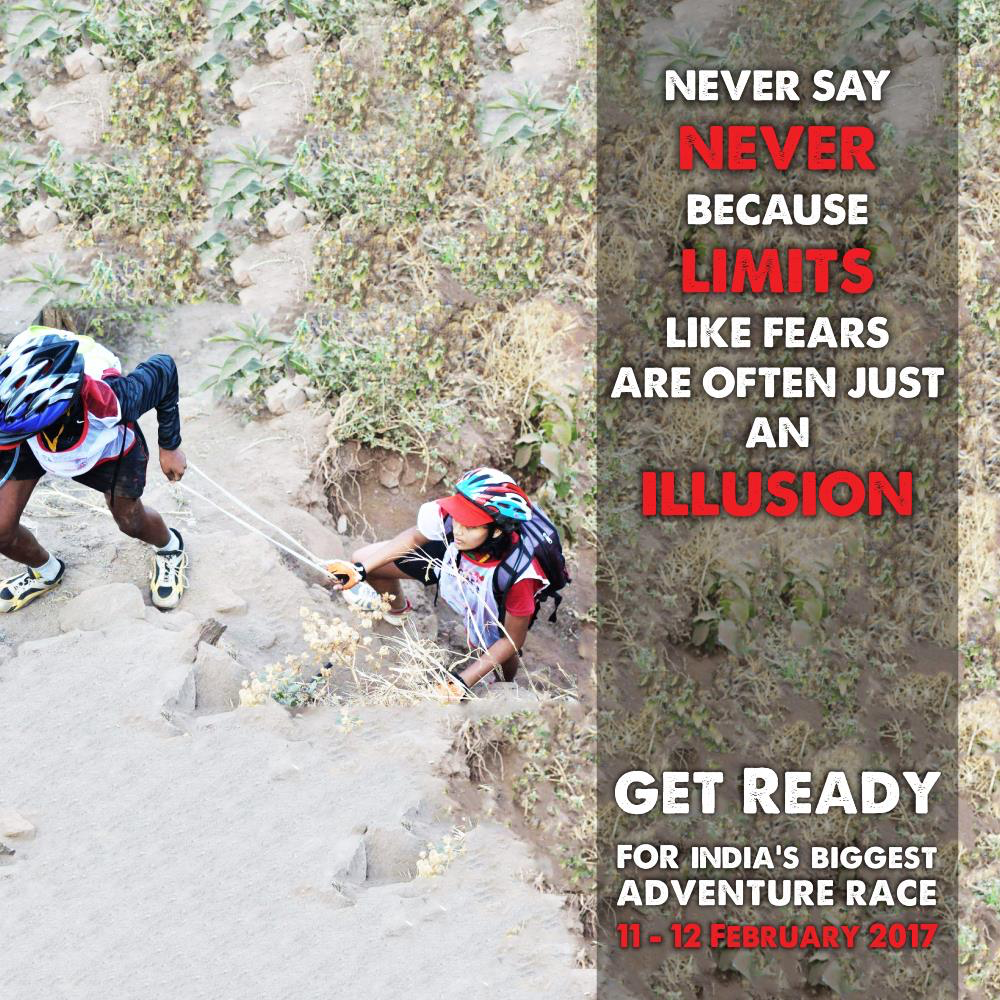 NEVER SAY
NEVER
BECAUSE
LIMITS
LIKE FEARS
ARE OFTEN JUST
AN
ILLUSION
GET READY
FOR INDIA'S BIGGEST
ADVENTURE RACE
11 - 12 FEBRUARY 2017